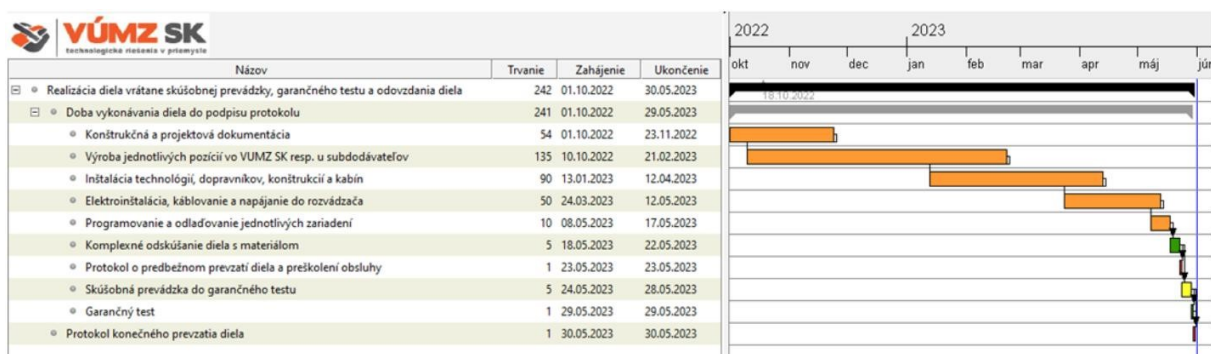 VÚMZ SK
technologické riešenia v priemysle
2022 2023
Názov Trvanie Zahájenie Ukončenie okt nov dec jan feb mar apr máj jún
Realizácia diela vrátane skúšobnej prevádzky, garančného testu a odovzdania diela 242 01.10.2022 30.05.2023
18.10.2022
Doba vykonávania diela do podpisu protokolu 241 01.10.2022 29.05.2023
Konštrukčná a projektová dokumentácia 54 01.10.2022 23.11.2022
Výroba jednotlivých pozícií vo VUMZ SK resp. u subdodávateľov 135 10.10.2022 21.02.2023
Inštalácia technológií, dopravníkov, konštrukcií a kabín 90 13.01.2023 12.04.2023
Elektroinštalácia, káblovanie a napájanie do rozvádzača 50 24.03.2023 12.05.2023
Programovanie a odlaďovanie jednotlivých zariadení 10 08.05.2023 17.05.2023
Komplexné odskúšanie diela s materiálom 5 18.05.2023 22.05.2023
Protokol o predbežnom prevzatí diela a preškolení obsluhy 1 23.05.2023 23.05.2023
Skúšobná prevádzka do garančného testu 5 24.05.2023 28.05.2023
Garančný test 1 29.05.2023 29.05.2023
Protokol konečného prevzatia diela 1 30.05.2023 30.05.2023